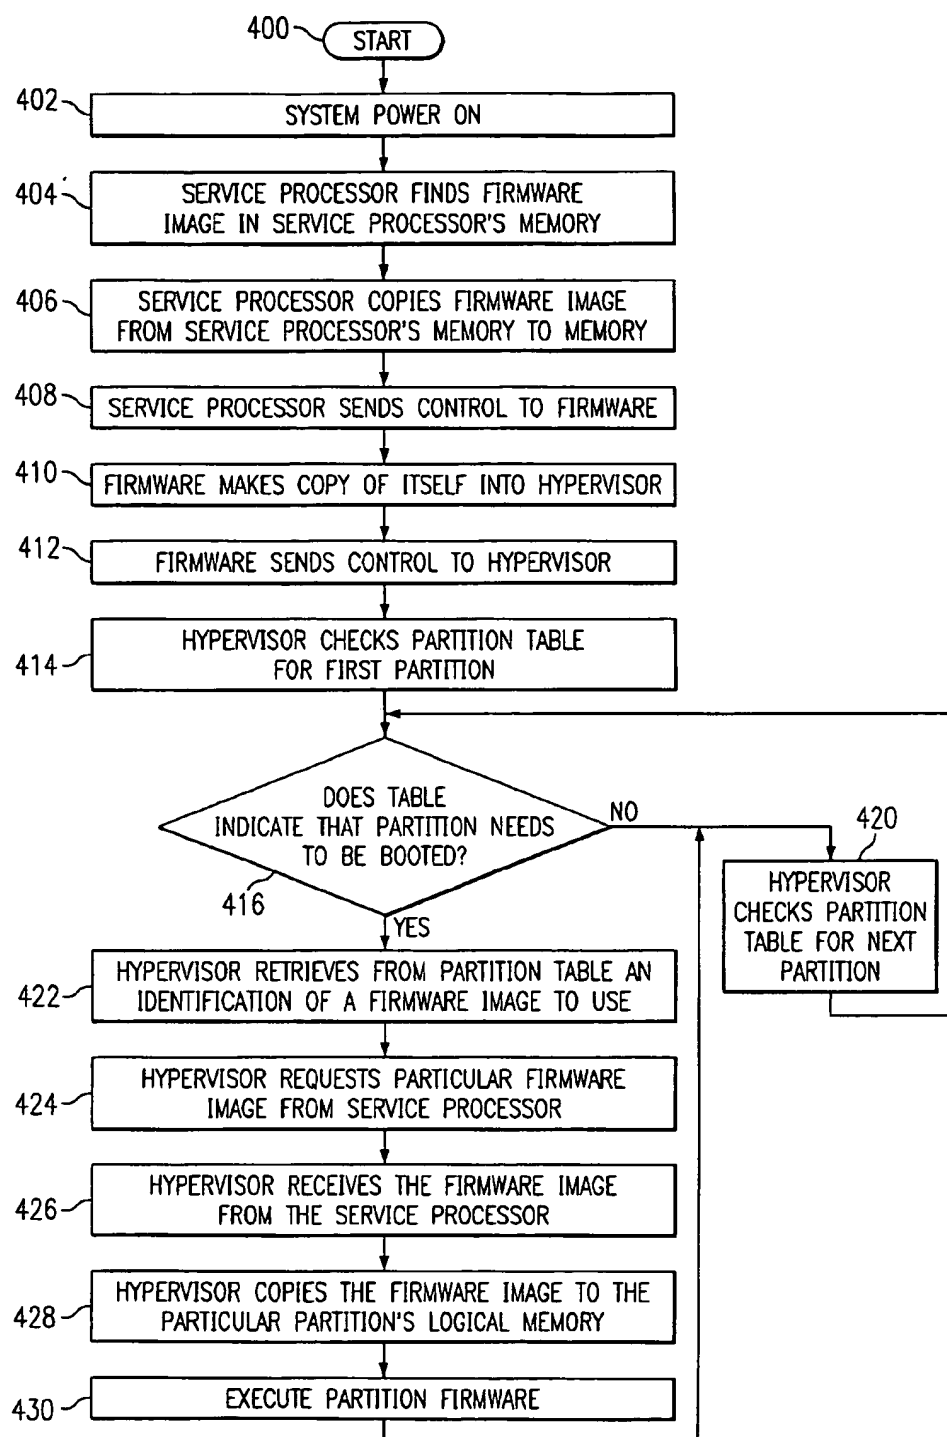 400
START
402
SYSTEM POWER ON
404
SERVICE PROCESSOR FINDS FIRMWARE
IMAGE IN SERVICE PROCESSOR'S MEMORY
406
SERVICE PROCESSOR COPIES FIRMWARE IMAGE
FROM SERVICE PROCESSOR'S MEMORY TO MEMORY
408
SERVICE PROCESSOR SENDS CONTROL TO FIRMWARE
410
FIRMWARE MAKES COPY OF ITSELF INTO HYPERVISOR
412
FIRMWARE SENDS CONTROL TO HYPERVISOR
414
HYPERVISOR CHECKS PARTITION TABLE
FOR FIRST PARTITION
DOES TABLE
INDICATE THAT PARTITION NEEDS
TO BE BOOTED?
416
NO
YES
420
HYPERVISOR
CHECKS PARTITION
TABLE FOR NEXT
PARTITION
422
HYPERVISOR RETRIEVES FROM PARTITION TABLE AN
IDENTIFICATION OF A FIRMWARE IMAGE TO USE
424
HYPERVISOR REQUESTS PARTICULAR FIRMWARE
IMAGE FROM SERVICE PROCESSOR
426
HYPERVISOR RECEIVES THE FIRMWARE IMAGE
FROM THE SERVICE PROCESSOR
428
HYPERVISOR COPIES THE FIRMWARE IMAGE TO THE
PARTICULAR PARTITION'S LOGICAL MEMORY
430
EXECUTE PARTITION FIRMWARE